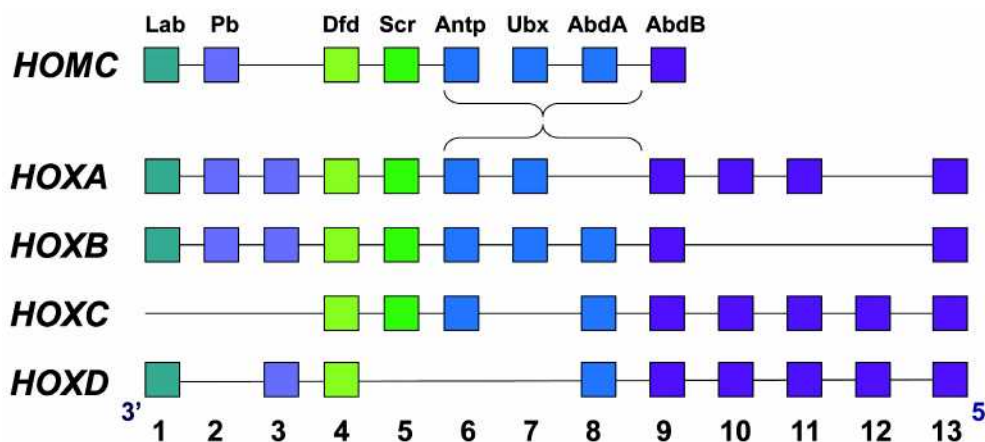 Lab Pb Dfd Scr Antp Ubx AbdA AbdB
HOMC
HOXA
HOXB
HOXC
HOXD
3’ 5
1 2 3 4 5 6 7 8 9 10 11 12 13